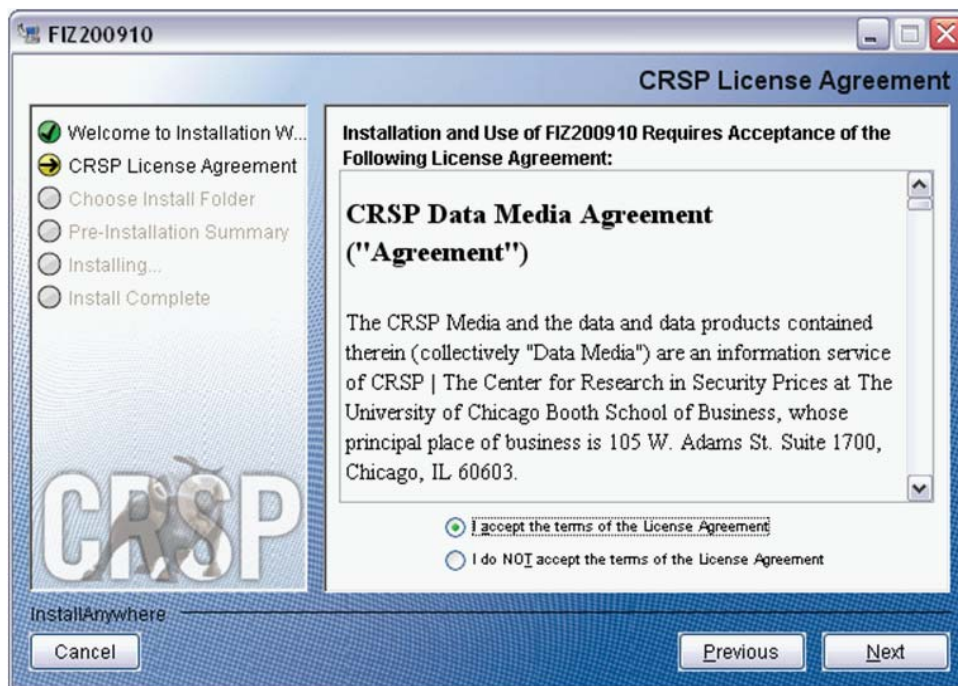 FIZ200910
CRSP License Agreement
Welcome to Installation W...
CRSP License Agreement
Choose Install Folder
Pre-Installation Summary
Installing...
Install Complete
CRSP
Installation and Use of FIZ200910 Requires Acceptance of the
Following License Agreement:
CRSP Data Media Agreement
("Agreement")
The CRSP Media and the data and data products contained
therein (collectively "Data Media") are an information service
of CRSP | The Center for Research in Security Prices at The
University of Chicago Booth School of Business, whose
principal place of business is 105 W. Adams St. Suite 1700,
Chicago, IL 60603.
I accept the terms of the License Agreement
I do NOT accept the terms of the License Agreement
InstallAnywhere
Cancel
Previous
Next